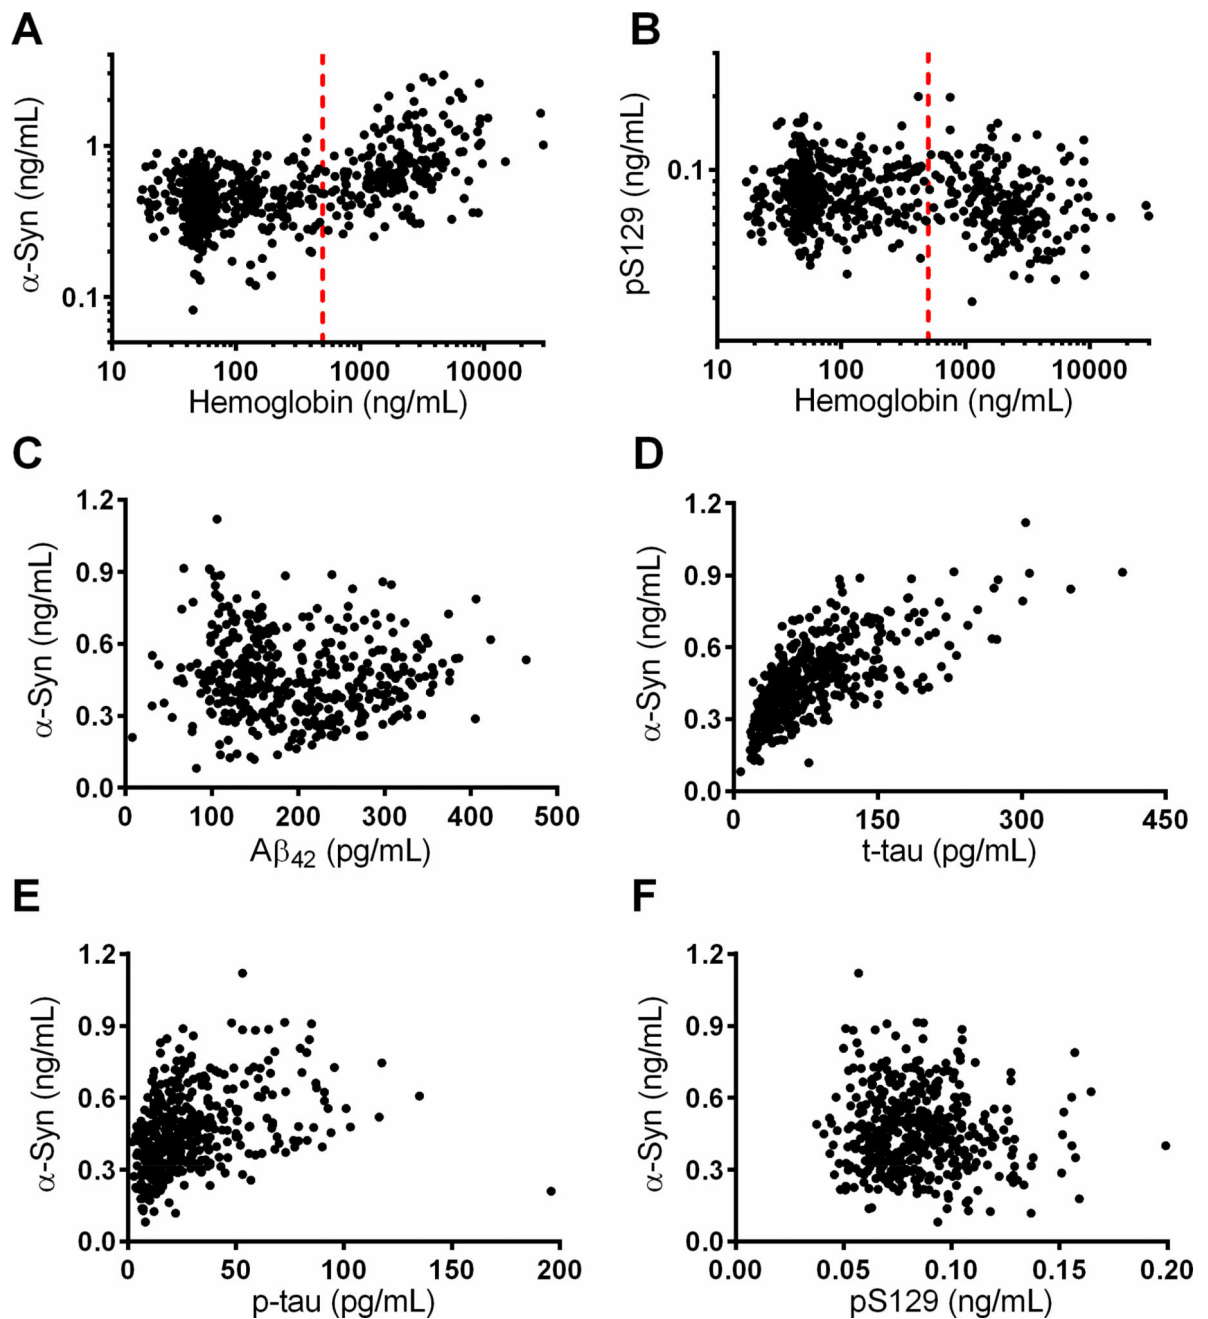 A
B
α-Syn (ng/mL)
1
0.1
10 100 1000 10000
Hemoglobin (ng/mL)
pS129 (ng/mL)
0.1
10 100 1000 10000
Hemoglobin (ng/mL)
C
D
α-Syn (ng/mL)
1.2
0.9
0.6
0.3
0.0
0 100 200 300 400 500
Aβ42 (pg/mL)
α-Syn (ng/mL)
1.2
0.9
0.6
0.3
0.0
0 150 300 450
t-tau (pg/mL)
E
F
α-Syn (ng/mL)
1.2
0.9
0.6
0.3
0.0
0 50 100 150 200
p-tau (pg/mL)
α-Syn (ng/mL)
1.2
0.9
0.6
0.3
0.0
0.00 0.05 0.10 0.15 0.20
pS129 (ng/mL)